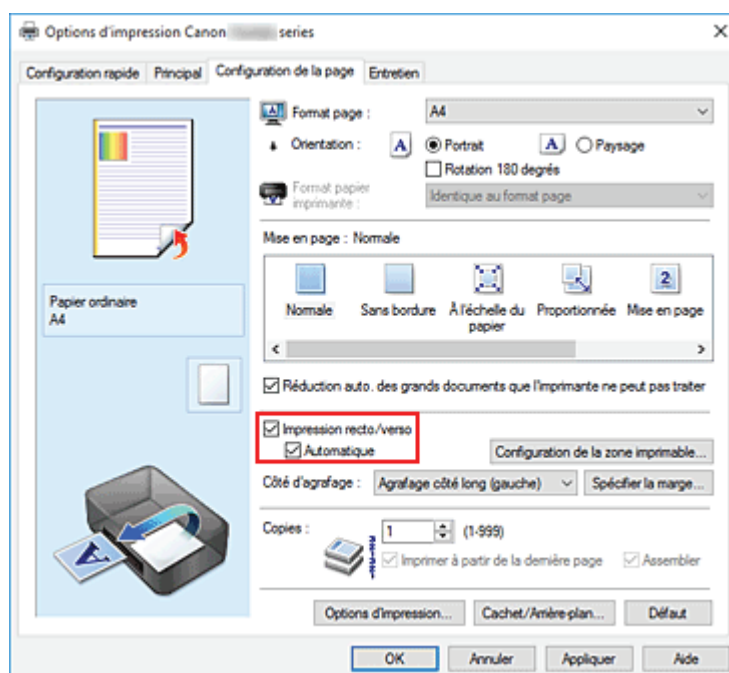 Options d'impression Canon series
Configuration rapide Principal Configuration de la page Entretien
Format page : A4
Orientation : A Portrait A Paysage
Rotation 180 degrés
Format papier
imprimante : Identique au format page
Mise en page : Normale
2
Normale Sans bordure À l'échelle du
papier Proportionnée Mise en page
Papier ordinaire
A4
Réduction auto. des grands documents que l'imprimante ne peut pas traiter
Impression recto/verso
Automatique
Configuration de la zone imprimable...
Côté d'agrafage : Agrafage côté long (gauche) Spécifier la marge...
Copies : 1 (1-999)
Imprimer à partir de la dernière page Assembler
A
Options d'impression... Cachet/Arrière-plan... Défaut
OK Annuler Appliquer Aide